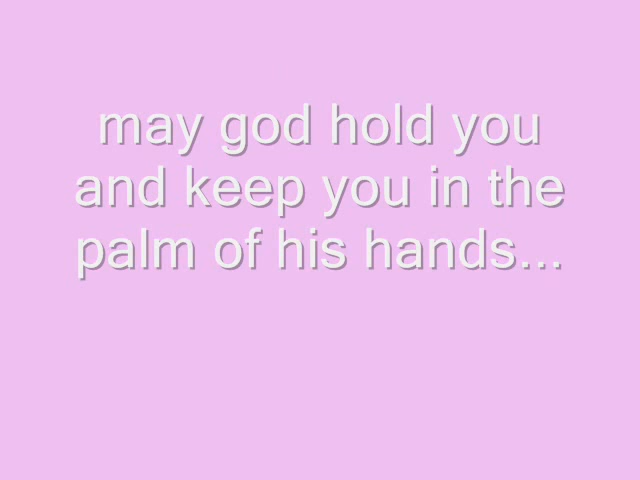 may god hold you
and keep you in the
palm of his hands...